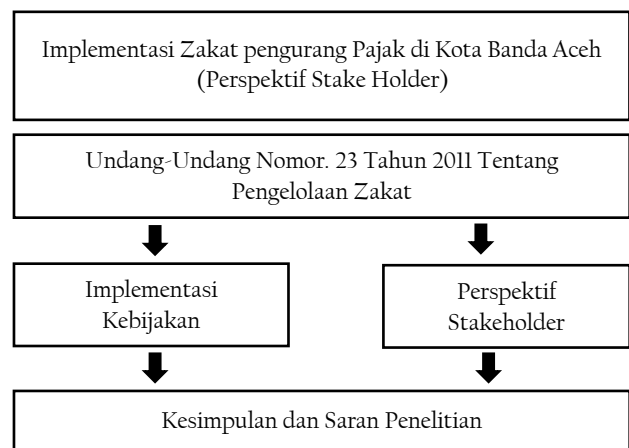 Implementasi Zakat pengurang Pajak di Kota Banda Aceh
(Perspektif Stake Holder)
Undang-Undang Nomor. 23 Tahun 2011 Tentang
Pengelolaan Zakat
Implementasi
Kebijakan
Perspektif
Stakeholder
Kesimpulan dan Saran Penelitian